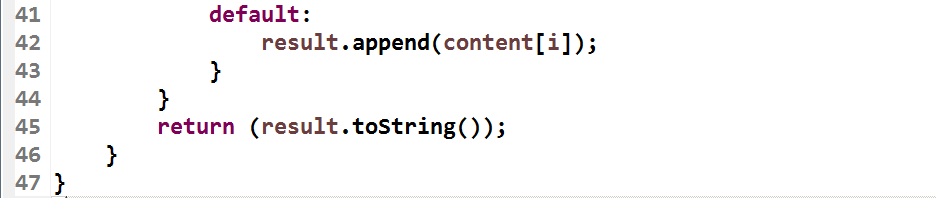 41 default:
42 result.append(content[i]);
43 }
44 }
45 return (result.toString());
46 }
47 }